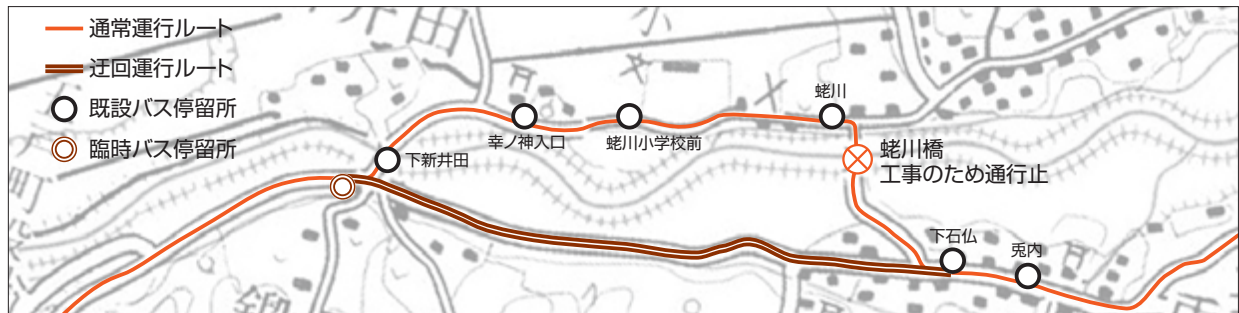 通常運行ルート
迂回運行ルート
既設バス停留所
臨時バス停留所
蛯川
幸ノ神入口
蛯川小学校前
下新井田
蛯川橋
工事のため通行止
下石仏
兎内